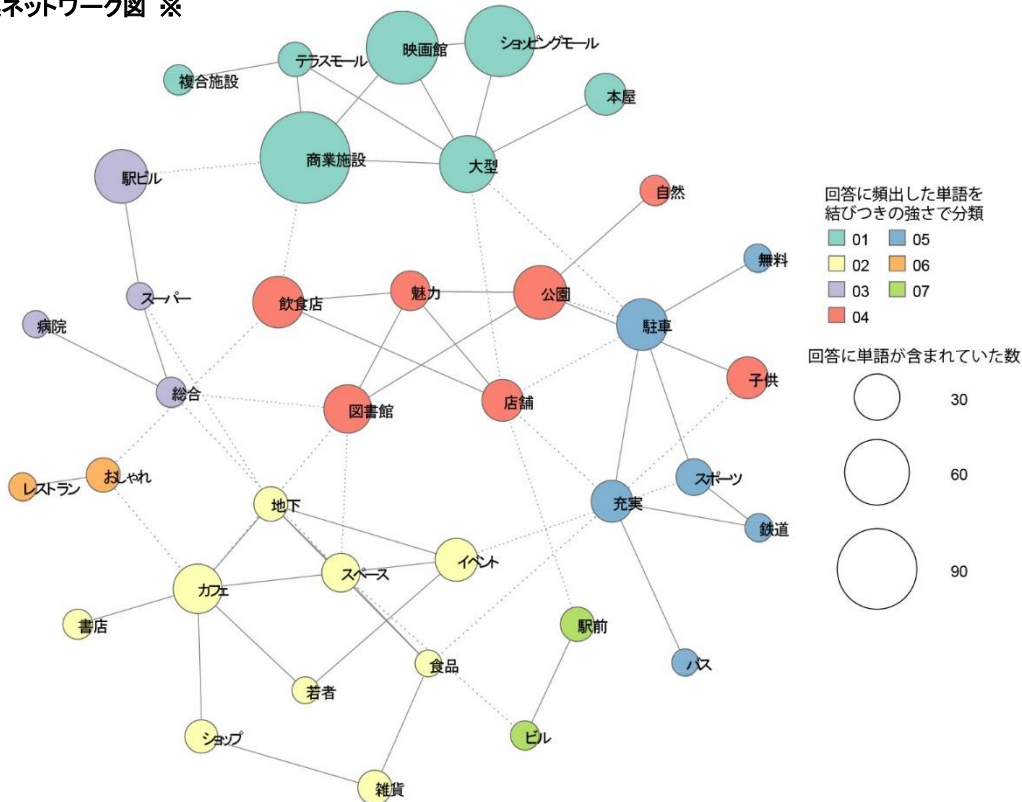 ネットワーク図 ※
映画館
ショッピングモール
テラスモール
複合施設
本屋
商業施設
大型
駅ビル
自然
無料
スーパー
飲食店
魅力
公園
駐車
病院
総合
図書館
店舗
子供
レストラン
おしゃれ
地下
充実
スポーツ
鉄道
カフェ
スペース
イベント
書店
駅前
食品
バス
若者
ショップ
ビル
雑貨
回答に頻出した単語を
結びつきの強さで分類
01 05
02 06
03 07
04
回答に単語が含まれていた数
30
60
90